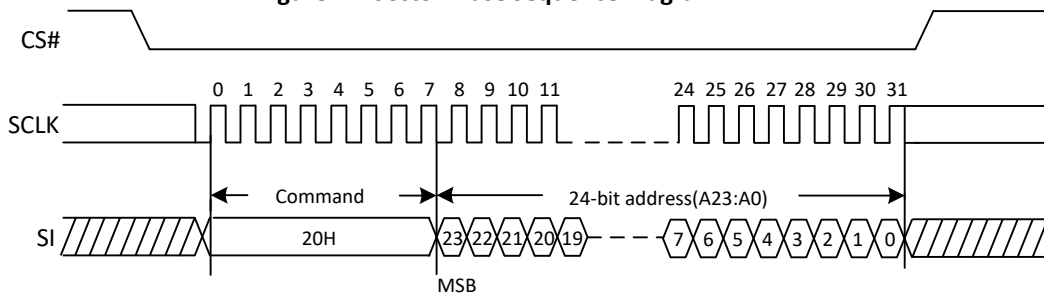 CS#
0 1 2 3 4 5 6 7 8 9 10 11 24 25 26 27 28 29 30 31
SCLK
Command 24-bit address(A23:A0)
SI 20H 23 22 21 20 19 7 6 5 4 3 2 1 0
MSB